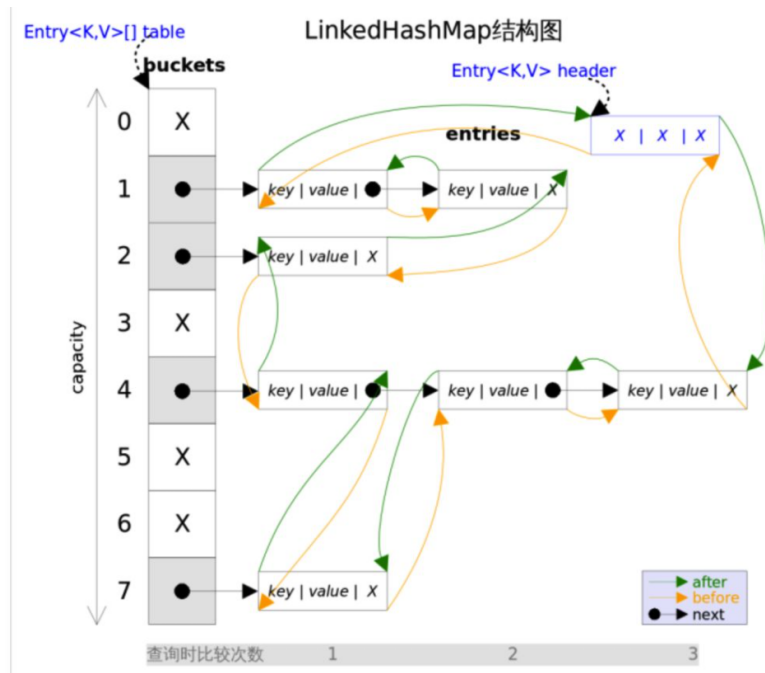 LinkedHashMap结构图
Entry<K,V>[] table
buckets
Entry<K,V> header
entries
0 X
X | X | X
1 key | value | key | value | X
2 key | value | X
3 X
capacity
4 key | value | key | value | key | value | X
5 X
6 X
7 key | value | X
after
before
next
查询时比较次数 1 2 3